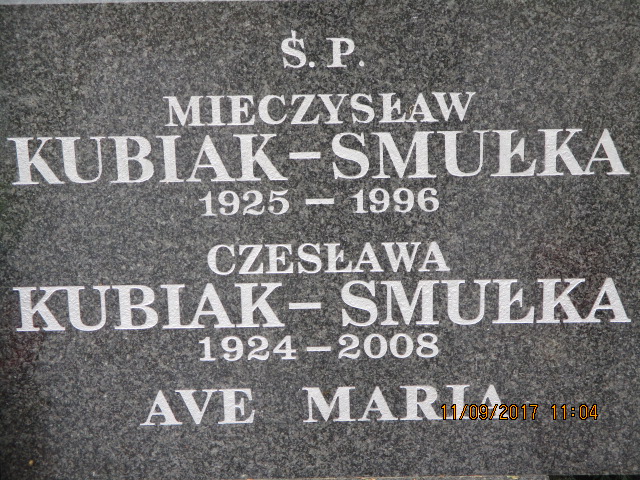 Ś. P.
MIECZYSŁAW
KUBIAK – SMUŁKA
1925 – 1996
CZESŁAWA
KUBIAK – SMUŁKA
1924 – 2008
AVE MARIA
11/09/2017 11:04